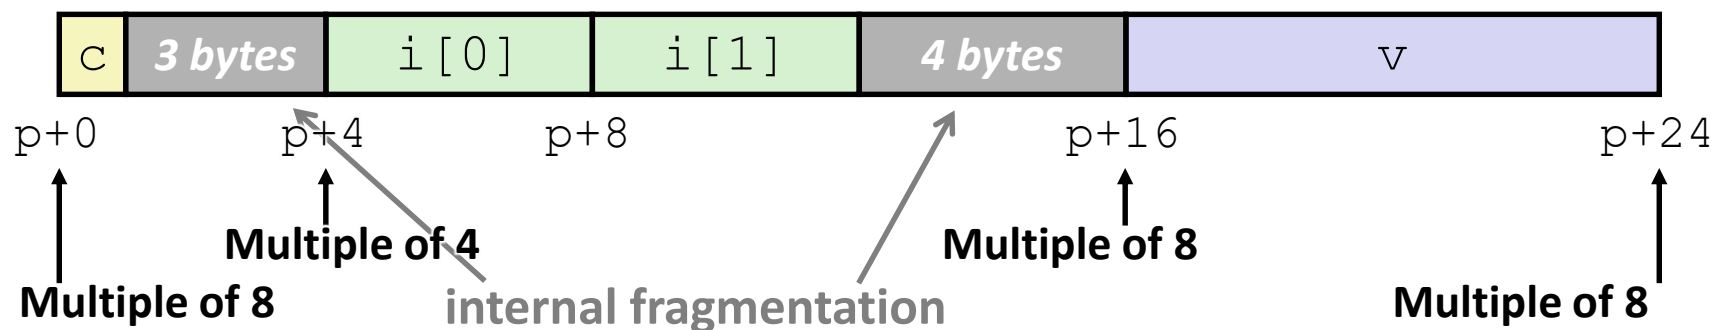 c 3 bytes i[0] i[1] 4 bytes v
p+0 p+4 p+8 p+16 p+24
Multiple of 4 Multiple of 8
Multiple of 8 internal fragmentation Multiple of 8